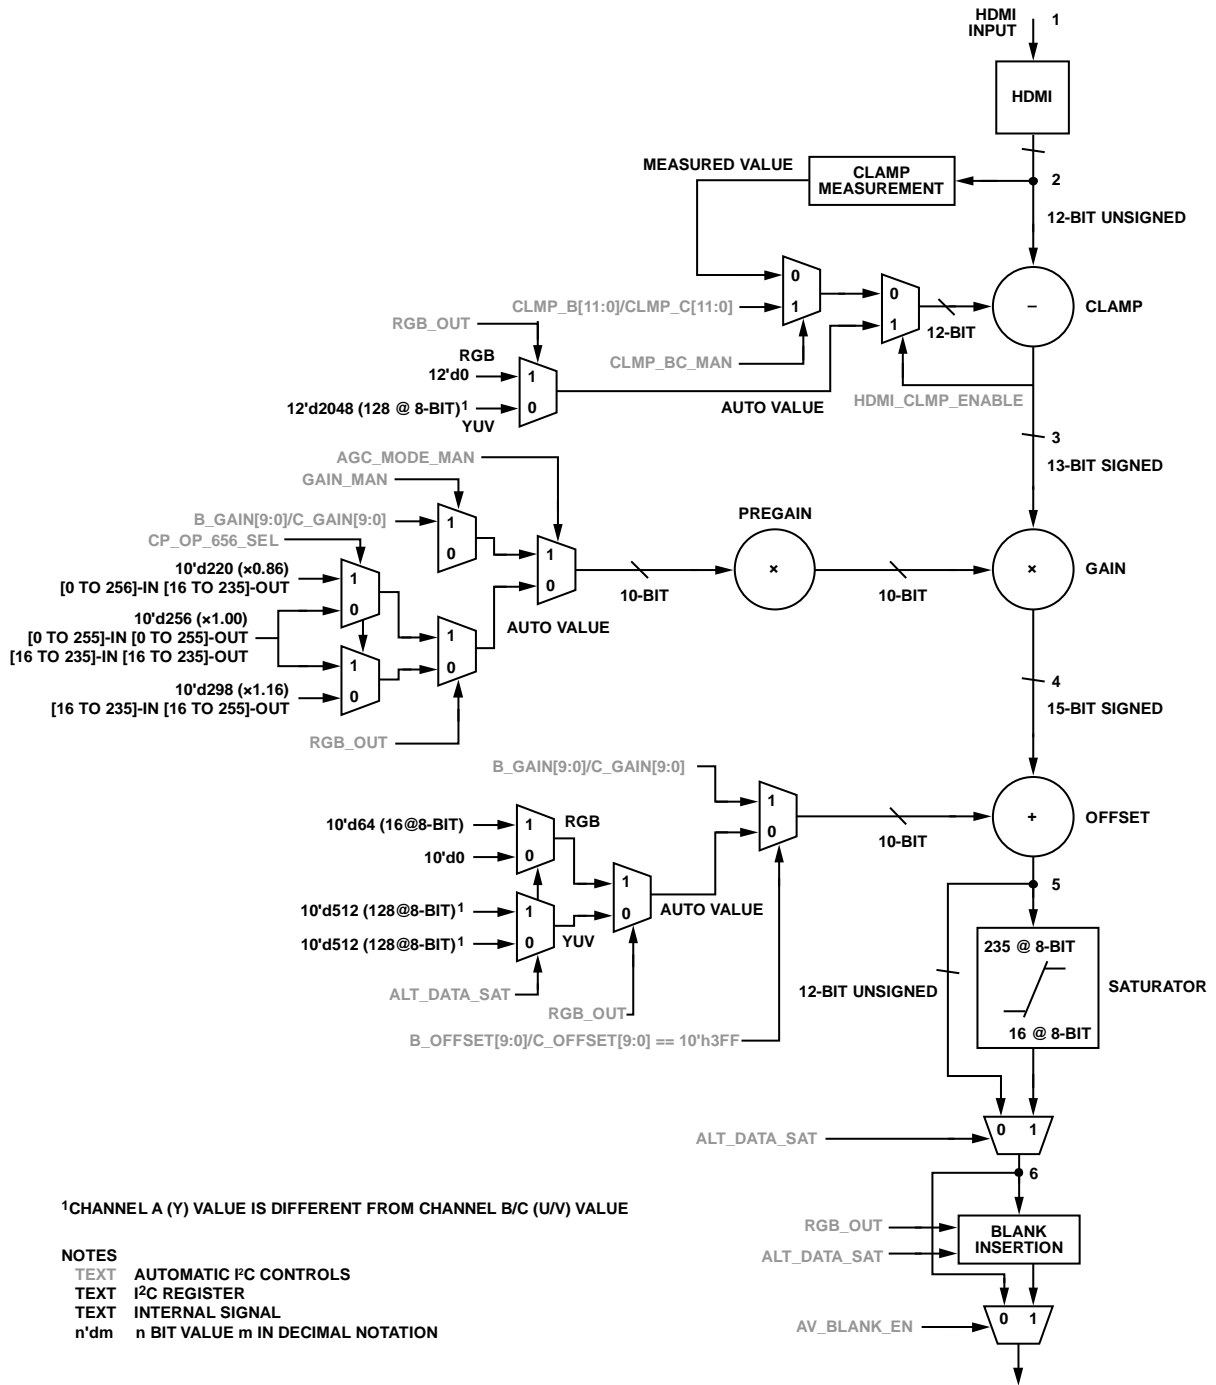 HDMI
INPUT
1
HDMI
MEASURED VALUE
CLAMP
MEASUREMENT
2
12-BIT UNSIGNED
0
1
CLMP_B[11:0]/CLMP_C[11:0]
0
1
12-BIT
–
CLAMP
RGB_OUT
CLMP_BC_MAN
RGB
12'd0
1
0
12'd2048 (128 @ 8-BIT)1
YUV
AUTO VALUE
HDMI_CLMP_ENABLE
3
13-BIT SIGNED
AGC_MODE_MAN
GAIN_MAN
B_GAIN[9:0]/C_GAIN[9:0]
1
0
CP_OP_656_SEL
10'd220 (×0.86)
[0 TO 256]-IN [16 TO 235]-OUT
1
0
10'd256 (×1.00)
[0 TO 255]-IN [0 TO 255]-OUT
[16 TO 235]-IN [16 TO 235]-OUT
1
0
10'd298 (×1.16)
[16 TO 235]-IN [16 TO 255]-OUT
1
0
RGB_OUT
1
0
AUTO VALUE
10-BIT
PREGAIN
×
10-BIT
×
GAIN
4
15-BIT SIGNED
B_GAIN[9:0]/C_GAIN[9:0]
1
0
10-BIT
+
OFFSET
10'd64 (16@8-BIT)
10'd0
1
0
RGB
10'd512 (128@8-BIT)1
10'd512 (128@8-BIT)1
1
0
YUV
1
0
AUTO VALUE
ALT_DATA_SAT
RGB_OUT
B_OFFSET[9:0]/C_OFFSET[9:0] == 10'h3FF
5
12-BIT UNSIGNED
235 @ 8-BIT
16 @ 8-BIT
SATURATOR
0 1
ALT_DATA_SAT
6
RGB_OUT
ALT_DATA_SAT
BLANK
INSERTION
0 1
AV_BLANK_EN
1CHANNEL A (Y) VALUE IS DIFFERENT FROM CHANNEL B/C (U/V) VALUE
NOTES
TEXT AUTOMATIC I2C CONTROLS
TEXT I2C REGISTER
TEXT INTERNAL SIGNAL
n'dm n BIT VALUE m IN DECIMAL NOTATION